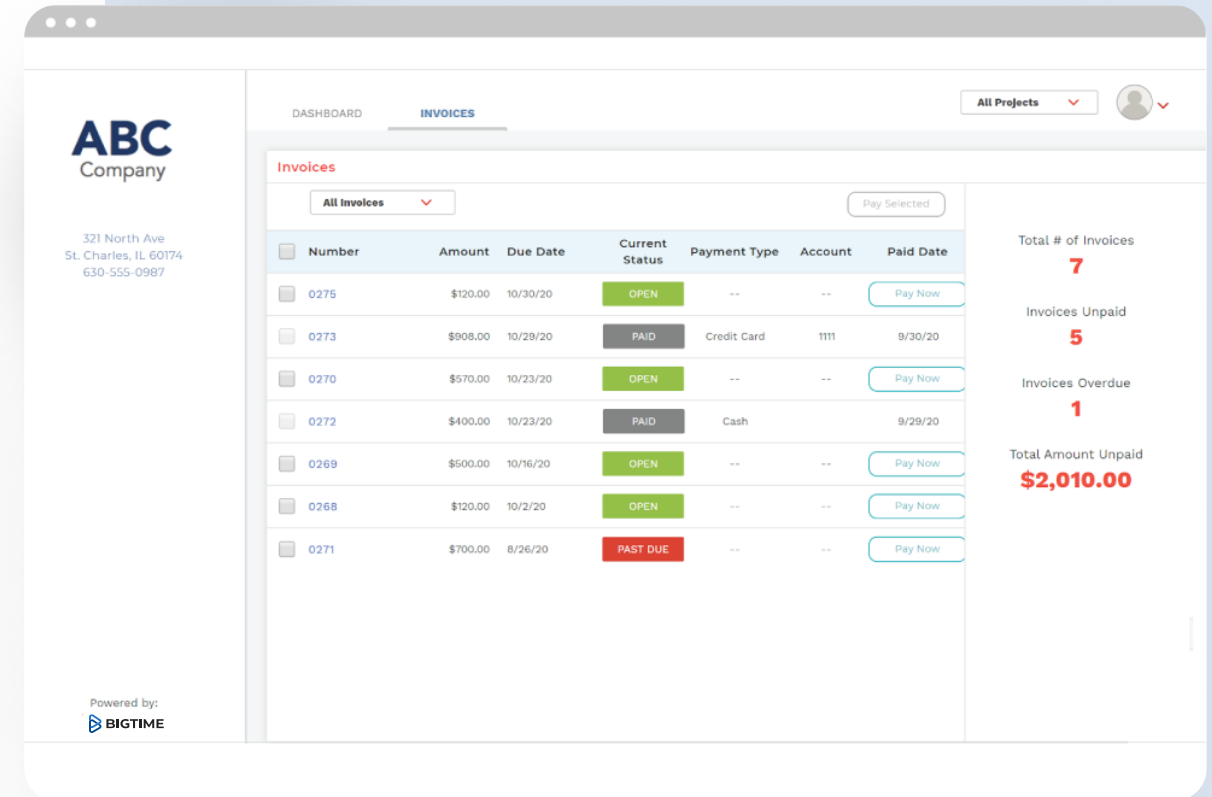 DASHBOARD INVOICES All Projects
ABC
Company
321 North Ave
St. Charles, IL 60174
630-555-0987
Powered by:
BIGTIME
Invoices
All Invoices Pay Selected
Number Amount Due Date Current Status Payment Type Account Paid Date
0275 $120.00 10/30/20 OPEN -- -- Pay Now
0273 $908.00 10/29/20 PAID Credit Card 1111 9/30/20
0270 $570.00 10/23/20 OPEN -- -- Pay Now
0272 $400.00 10/23/20 PAID Cash 9/29/20
0269 $500.00 10/16/20 OPEN -- -- Pay Now
0268 $120.00 10/2/20 OPEN -- -- Pay Now
0271 $700.00 8/26/20 PAST DUE -- -- Pay Now
Total # of Invoices
7
Invoices Unpaid
5
Invoices Overdue
1
Total Amount Unpaid
$2,010.00